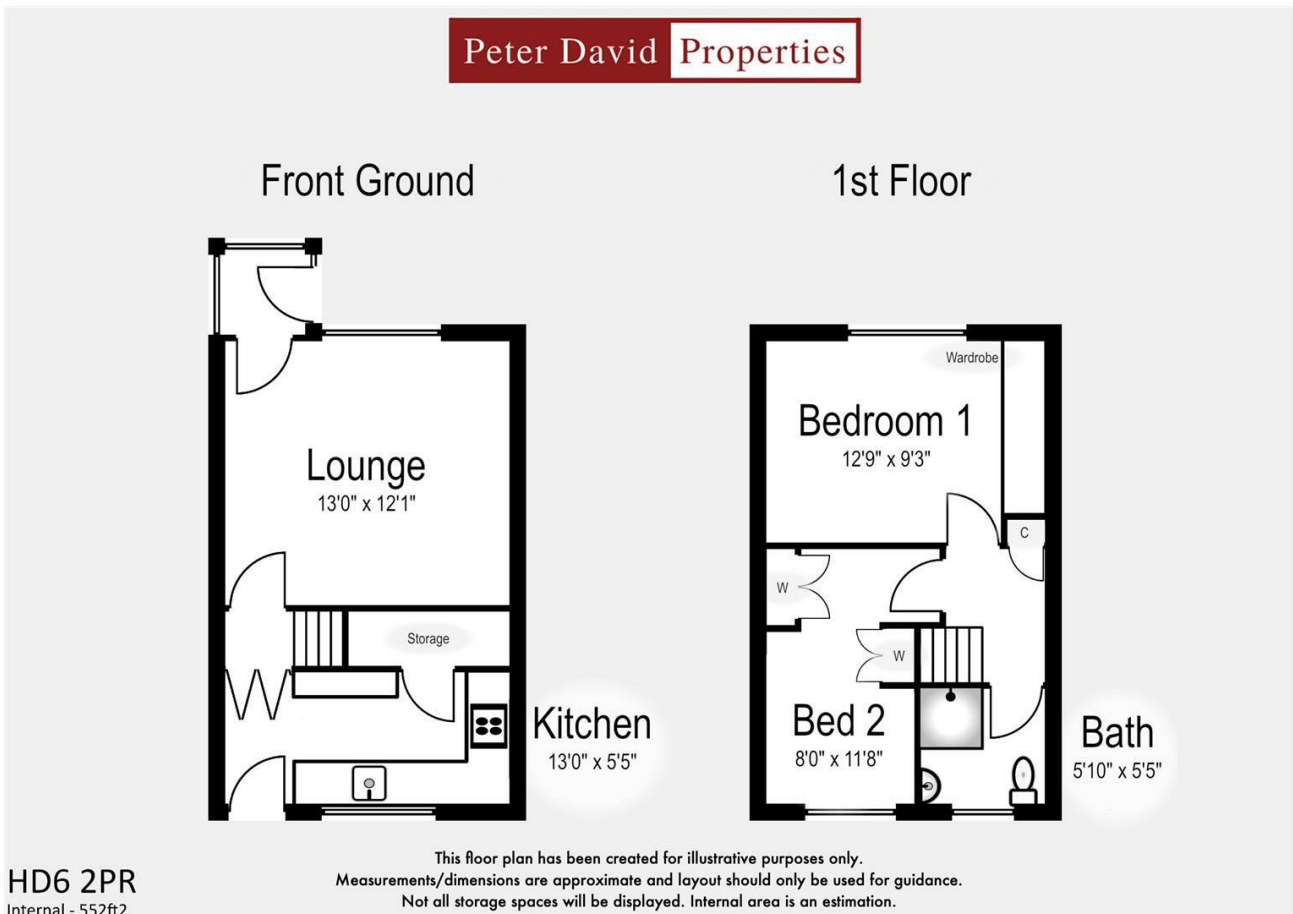 Peter David Properties
Front Ground
1st Floor
Wardrobe
Bedroom 1
12'9" x 9'3"
Lounge
13'0" x 12'1"
C
W
Storage
W
Kitchen
13'0" x 5'5"
Bed 2
8'0" x 11'8"
Bath
5'10" x 5'5"
This floor plan has been created for illustrative purposes only.
Measurements/dimensions are approximate and layout should only be used for guidance.
Not all storage spaces will be displayed. Internal area is an estimation.
HD6 2PR
Internal - 552ft2